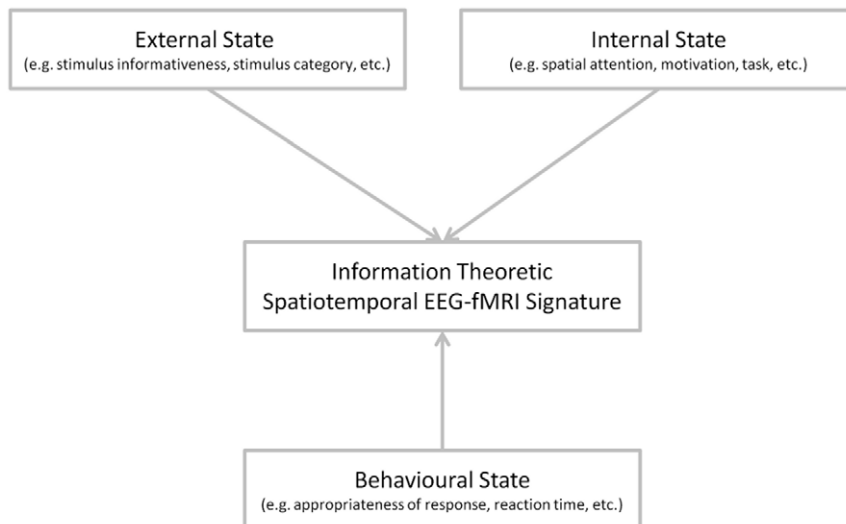 External State
(e.g. stimulus informativeness, stimulus category, etc.)
Internal State
(e.g. spatial attention, motivation, task, etc.)
Information Theoretic
Spatiotemporal EEG-fMRI Signature
Behavioural State
(e.g. appropriateness of response, reaction time, etc.)